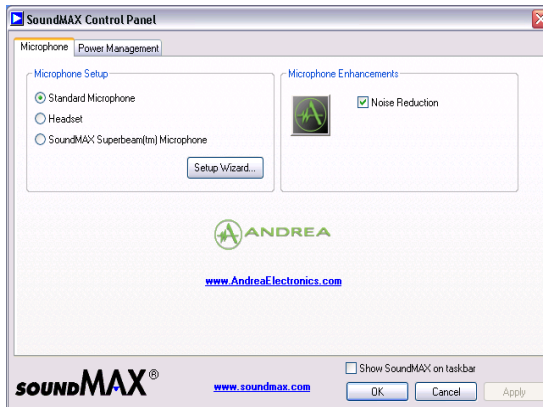 SoundMAX Control Panel
Microphone
Power Management
Microphone Setup
Standard Microphone
Headset
SoundMAX Superbeam(tm) Microphone
Setup Wizard...
Microphone Enhancements
Noise Reduction
ANDREA
www.AndreaElectronics.com
Show SoundMAX on taskbar
soundMAX®
www.soundmax.com
OK
Cancel
Apply